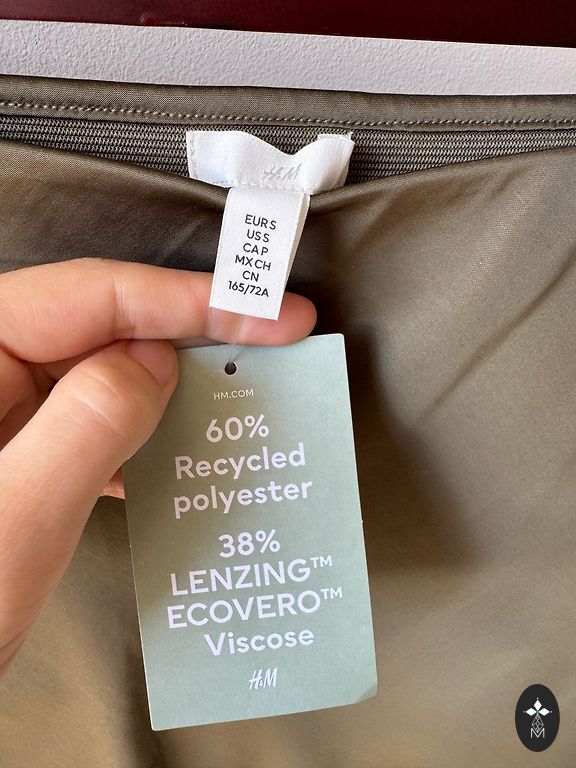 H&M
EUR S
US S
CA P
MX CH
CN
165/72A
HM.COM
60%
Recycled
polyester
38%
LENZING™
ECOVERO™
Viscose
H&M
M